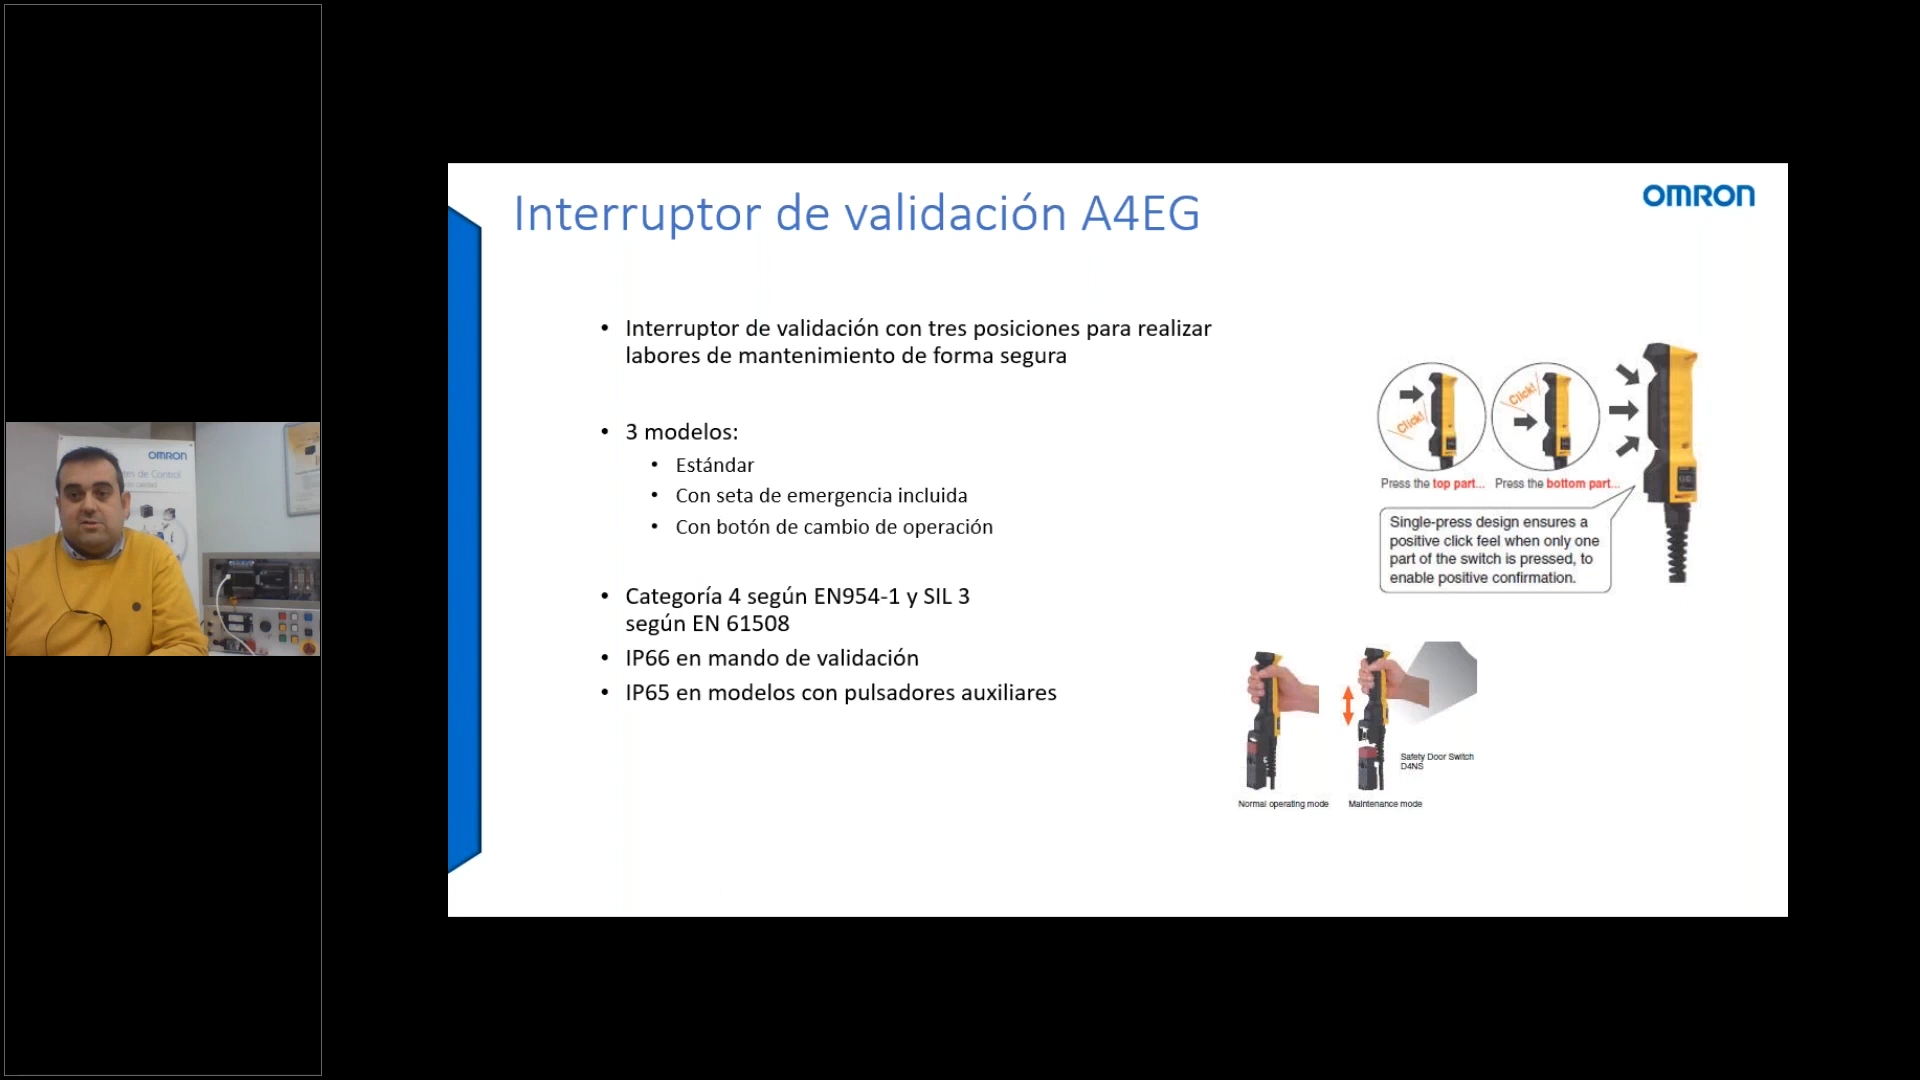 Interruptor de validación A4EG
OMRON
• Interruptor de validación con tres posiciones para realizar
labores de mantenimiento de forma segura
• 3 modelos:
• Estándar
• Con seta de emergencia incluida
• Con botón de cambio de operación
• Categoría 4 según EN954-1 y SIL 3
según EN 61508
• IP66 en mando de validación
• IP65 en modelos con pulsadores auxiliares
Click!
Click!
Press the top part...
Press the bottom part...
Single-press design ensures a
positive click feel when only one
part of the switch is pressed, to
enable positive confirmation.
Safety Door Switch
D4NS
Normal operating mode
Maintenance mode
OMRON
de Control